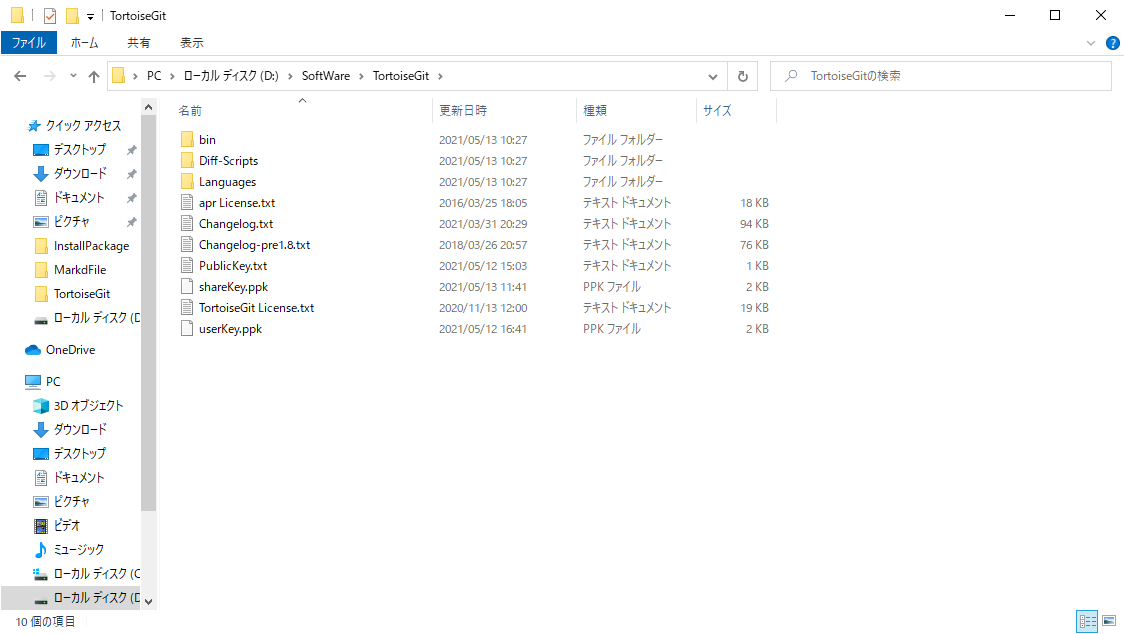 TortoiseGit
ファイル ホーム 共有 表示
PC ローカル ディスク (D:) SoftWare TortoiseGit TortoiseGitの検索
クイック アクセス
デスクトップ
ダウンロード
ドキュメント
ピクチャ
InstallPackage
MarkdFile
TortoiseGit
ローカル ディスク (D
OneDrive
PC
3D オブジェクト
ダウンロード
デスクトップ
ドキュメント
ピクチャ
ビデオ
ミュージック
ローカル ディスク (C
ローカル ディスク (D
名前 更新日時 種類 サイズ
bin 2021/05/13 10:27 ファイル フォルダー
Diff-Scripts 2021/05/13 10:27 ファイル フォルダー
Languages 2021/05/13 10:27 ファイル フォルダー
apr License.txt 2016/03/25 18:05 テキスト ドキュメント 18 KB
Changelog.txt 2021/03/31 20:29 テキスト ドキュメント 94 KB
Changelog-pre1.8.txt 2018/03/26 20:57 テキスト ドキュメント 76 KB
PublicKey.txt 2021/05/12 15:03 テキスト ドキュメント 1 KB
shareKey.ppk 2021/05/13 11:41 PPK ファイル 2 KB
TortoiseGit License.txt 2020/11/13 12:00 テキスト ドキュメント 19 KB
userKey.ppk 2021/05/12 16:41 PPK ファイル 2 KB
10 個の項目